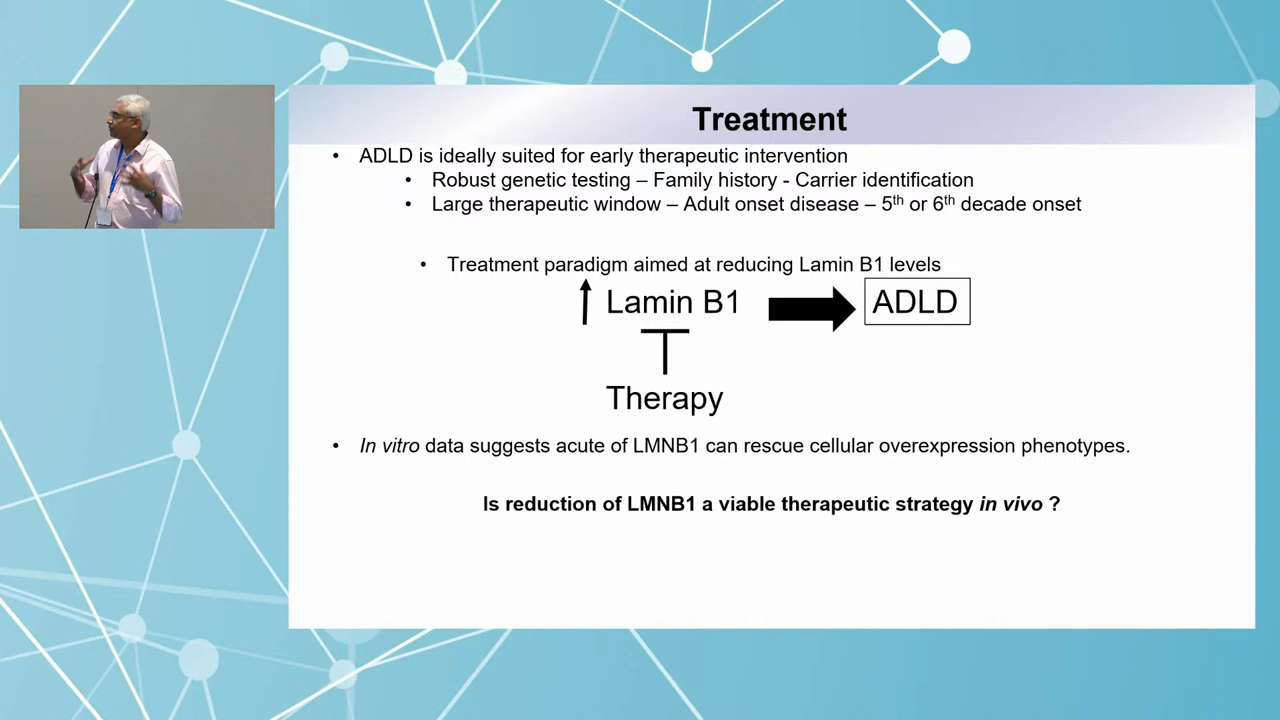 Treatment
• ADLD is ideally suited for early therapeutic intervention
• Robust genetic testing – Family history - Carrier identification
• Large therapeutic window – Adult onset disease – 5th or 6th decade onset
• Treatment paradigm aimed at reducing Lamin B1 levels
Lamin B1 ADLD
Therapy
• In vitro data suggests acute of LMNB1 can rescue cellular overexpression phenotypes.
Is reduction of LMNB1 a viable therapeutic strategy in vivo ?